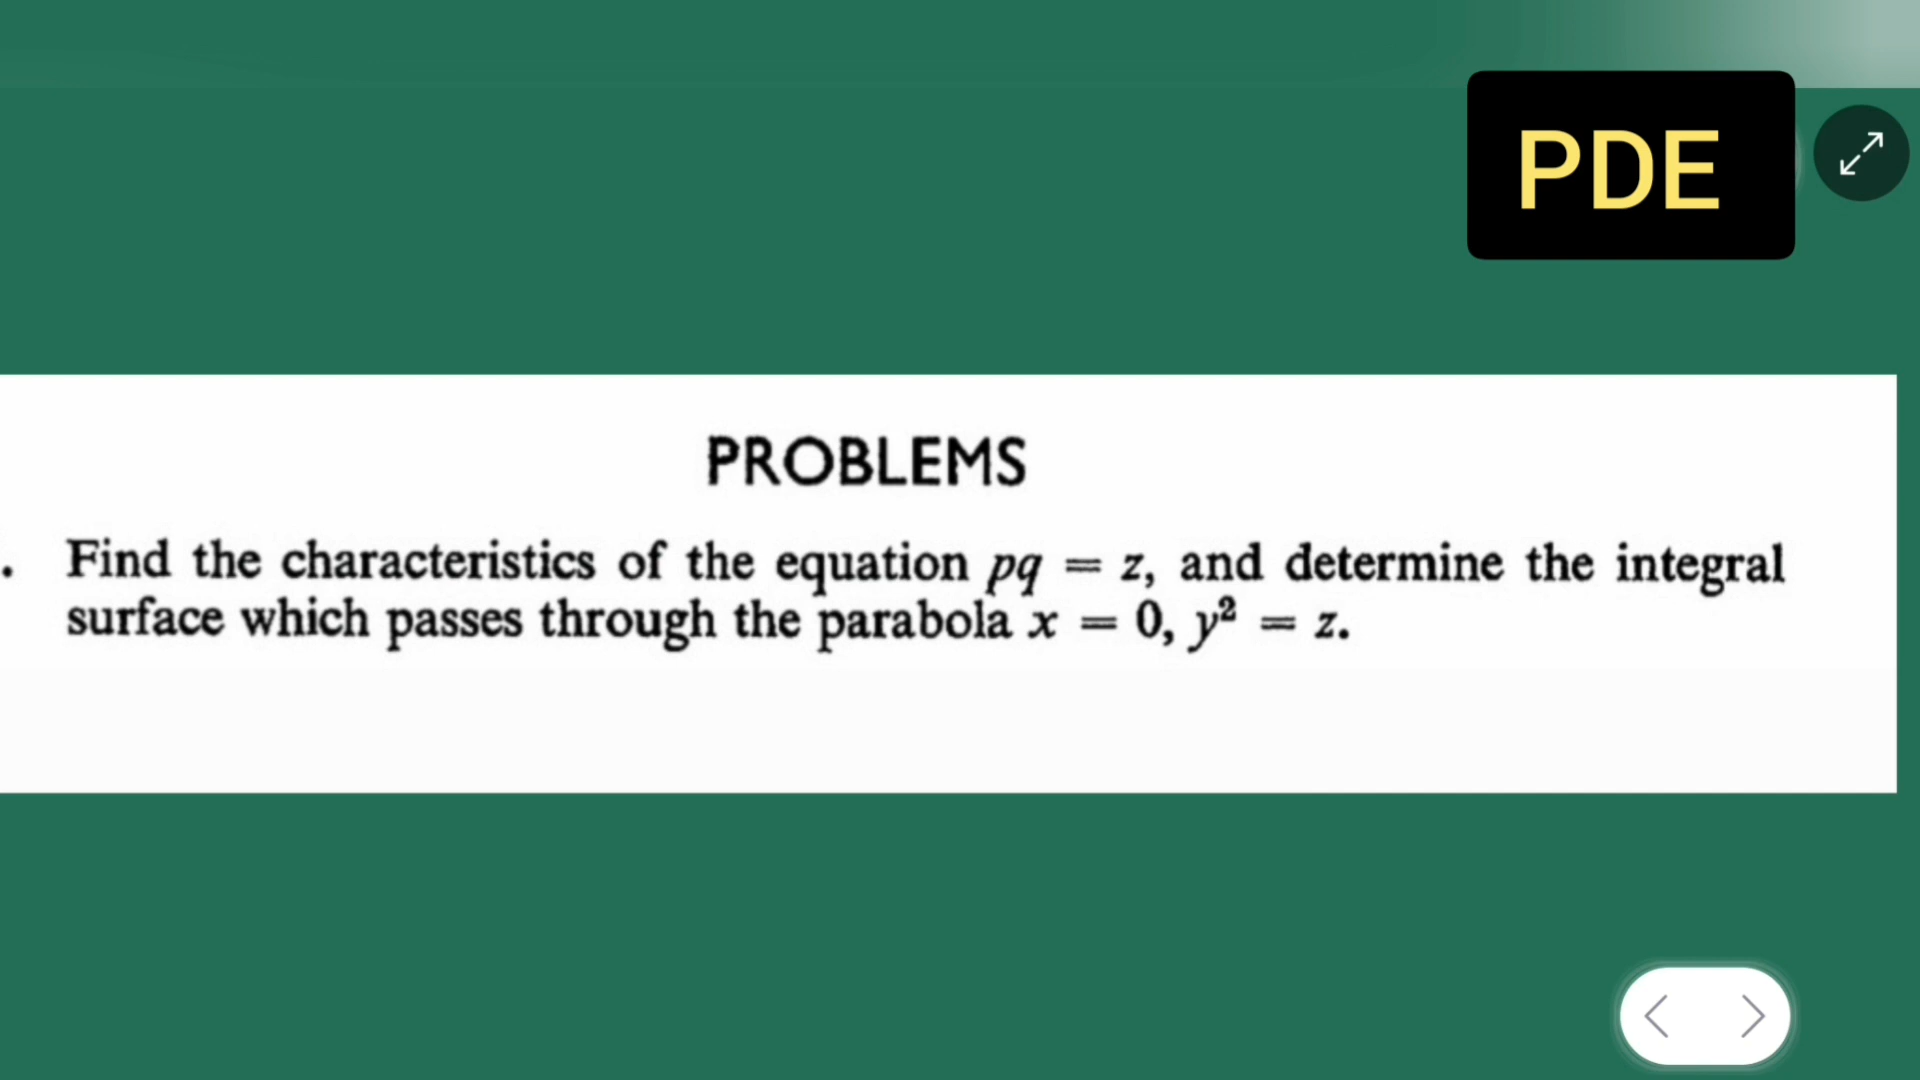 PDE
PROBLEMS
. Find the characteristics of the equation pq = z, and determine the integral
surface which passes through the parabola x = 0, y² = z.